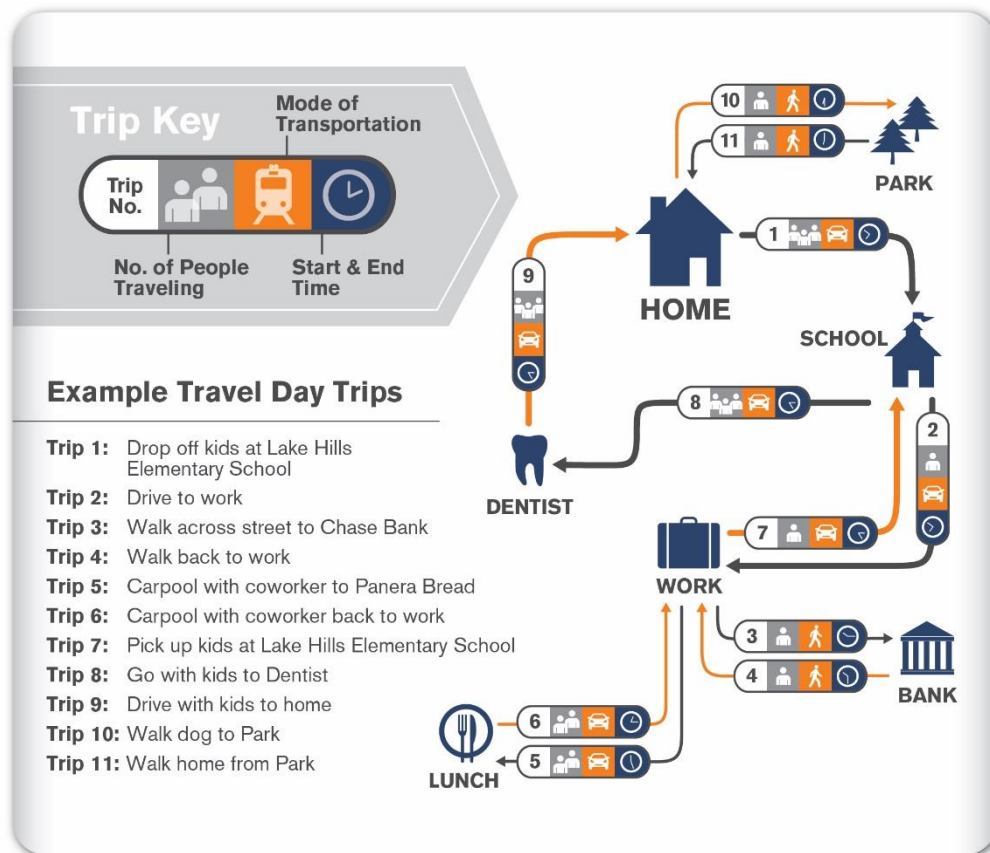 Trip Key
Mode of
Transportation
Trip
No.
No. of People
Traveling
Start & End
Time
Example Travel Day Trips
Trip 1: Drop off kids at Lake Hills
Elementary School
Trip 2: Drive to work
Trip 3: Walk across street to Chase Bank
Trip 4: Walk back to work
Trip 5: Carpool with coworker to Panera Bread
Trip 6: Carpool with coworker back to work
Trip 7: Pick up kids at Lake Hills Elementary School
Trip 8: Go with kids to Dentist
Trip 9: Drive with kids to home
Trip 10: Walk dog to Park
Trip 11: Walk home from Park
10
11
PARK
1
9
HOME
SCHOOL
8
2
DENTIST
7
WORK
3
4
BANK
6
5
LUNCH